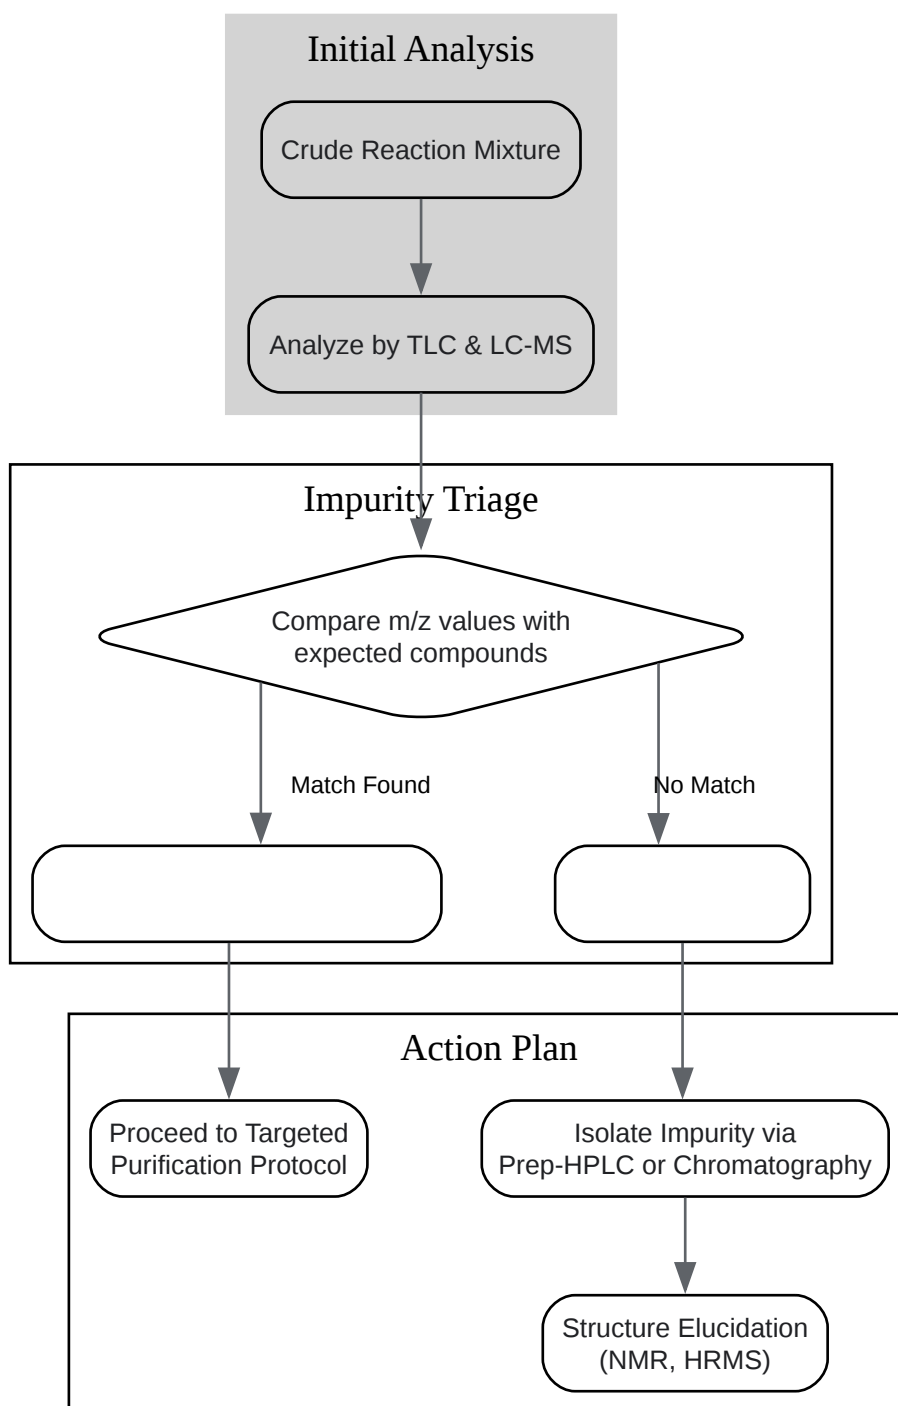 Initial Analysis
Crude Reaction Mixture
Analyze by TLC & LC-MS
Impurity Triage
Compare m/z values with
expected compounds
Match Found
No Match
Action Plan
Proceed to Targeted
Purification Protocol
Isolate Impurity via
Prep-HPLC or Chromatography
Structure Elucidation
(NMR, HRMS)